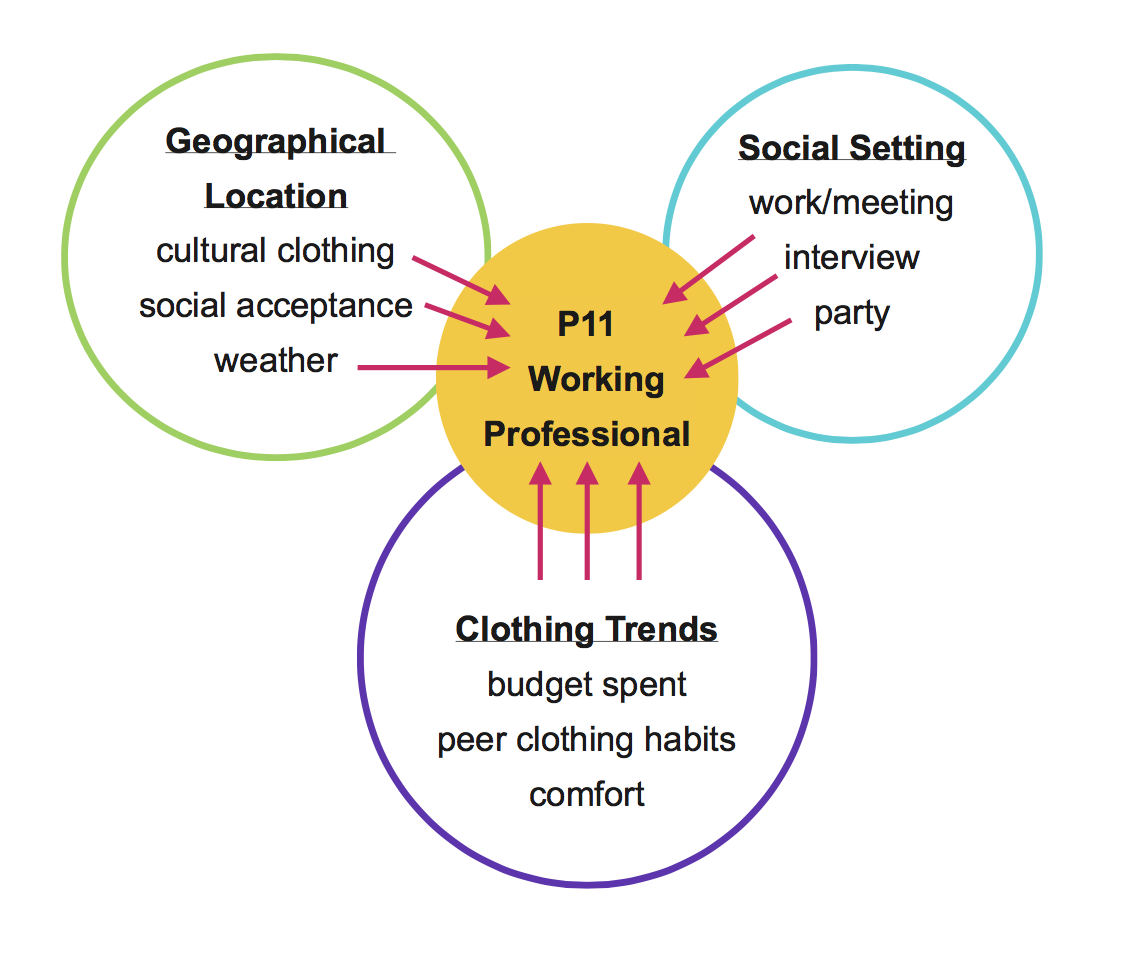 Geographical
Location
cultural clothing
social acceptance
weather
Social Setting
work/meeting
interview
party
P11
Working
Professional
Clothing Trends
budget spent
peer clothing habits
comfort